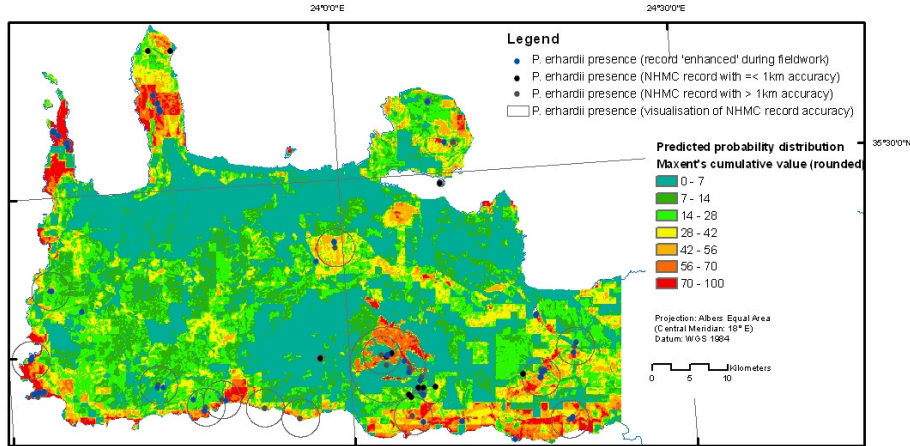 24°0'0"E
24°30'0"E
Legend
P. erhardii presence (record 'enhanced' during fieldwork)
P. erhardii presence (NHMC record with =< 1km accuracy)
P. erhardii presence (NHMC record with > 1km accuracy)
P. erhardii presence (visualisation of NHMC record accuracy)
35°30'0"N
Predicted probability distribution
Maxent's cumulative value (rounded)
0 - 7
7 - 14
14 - 28
28 - 42
42 - 56
56 - 70
70 - 100
Projection: Albers Equal Area
(Central Meridian: 18° E)
Datum: WGS 1984
Kilometers
0 5 10